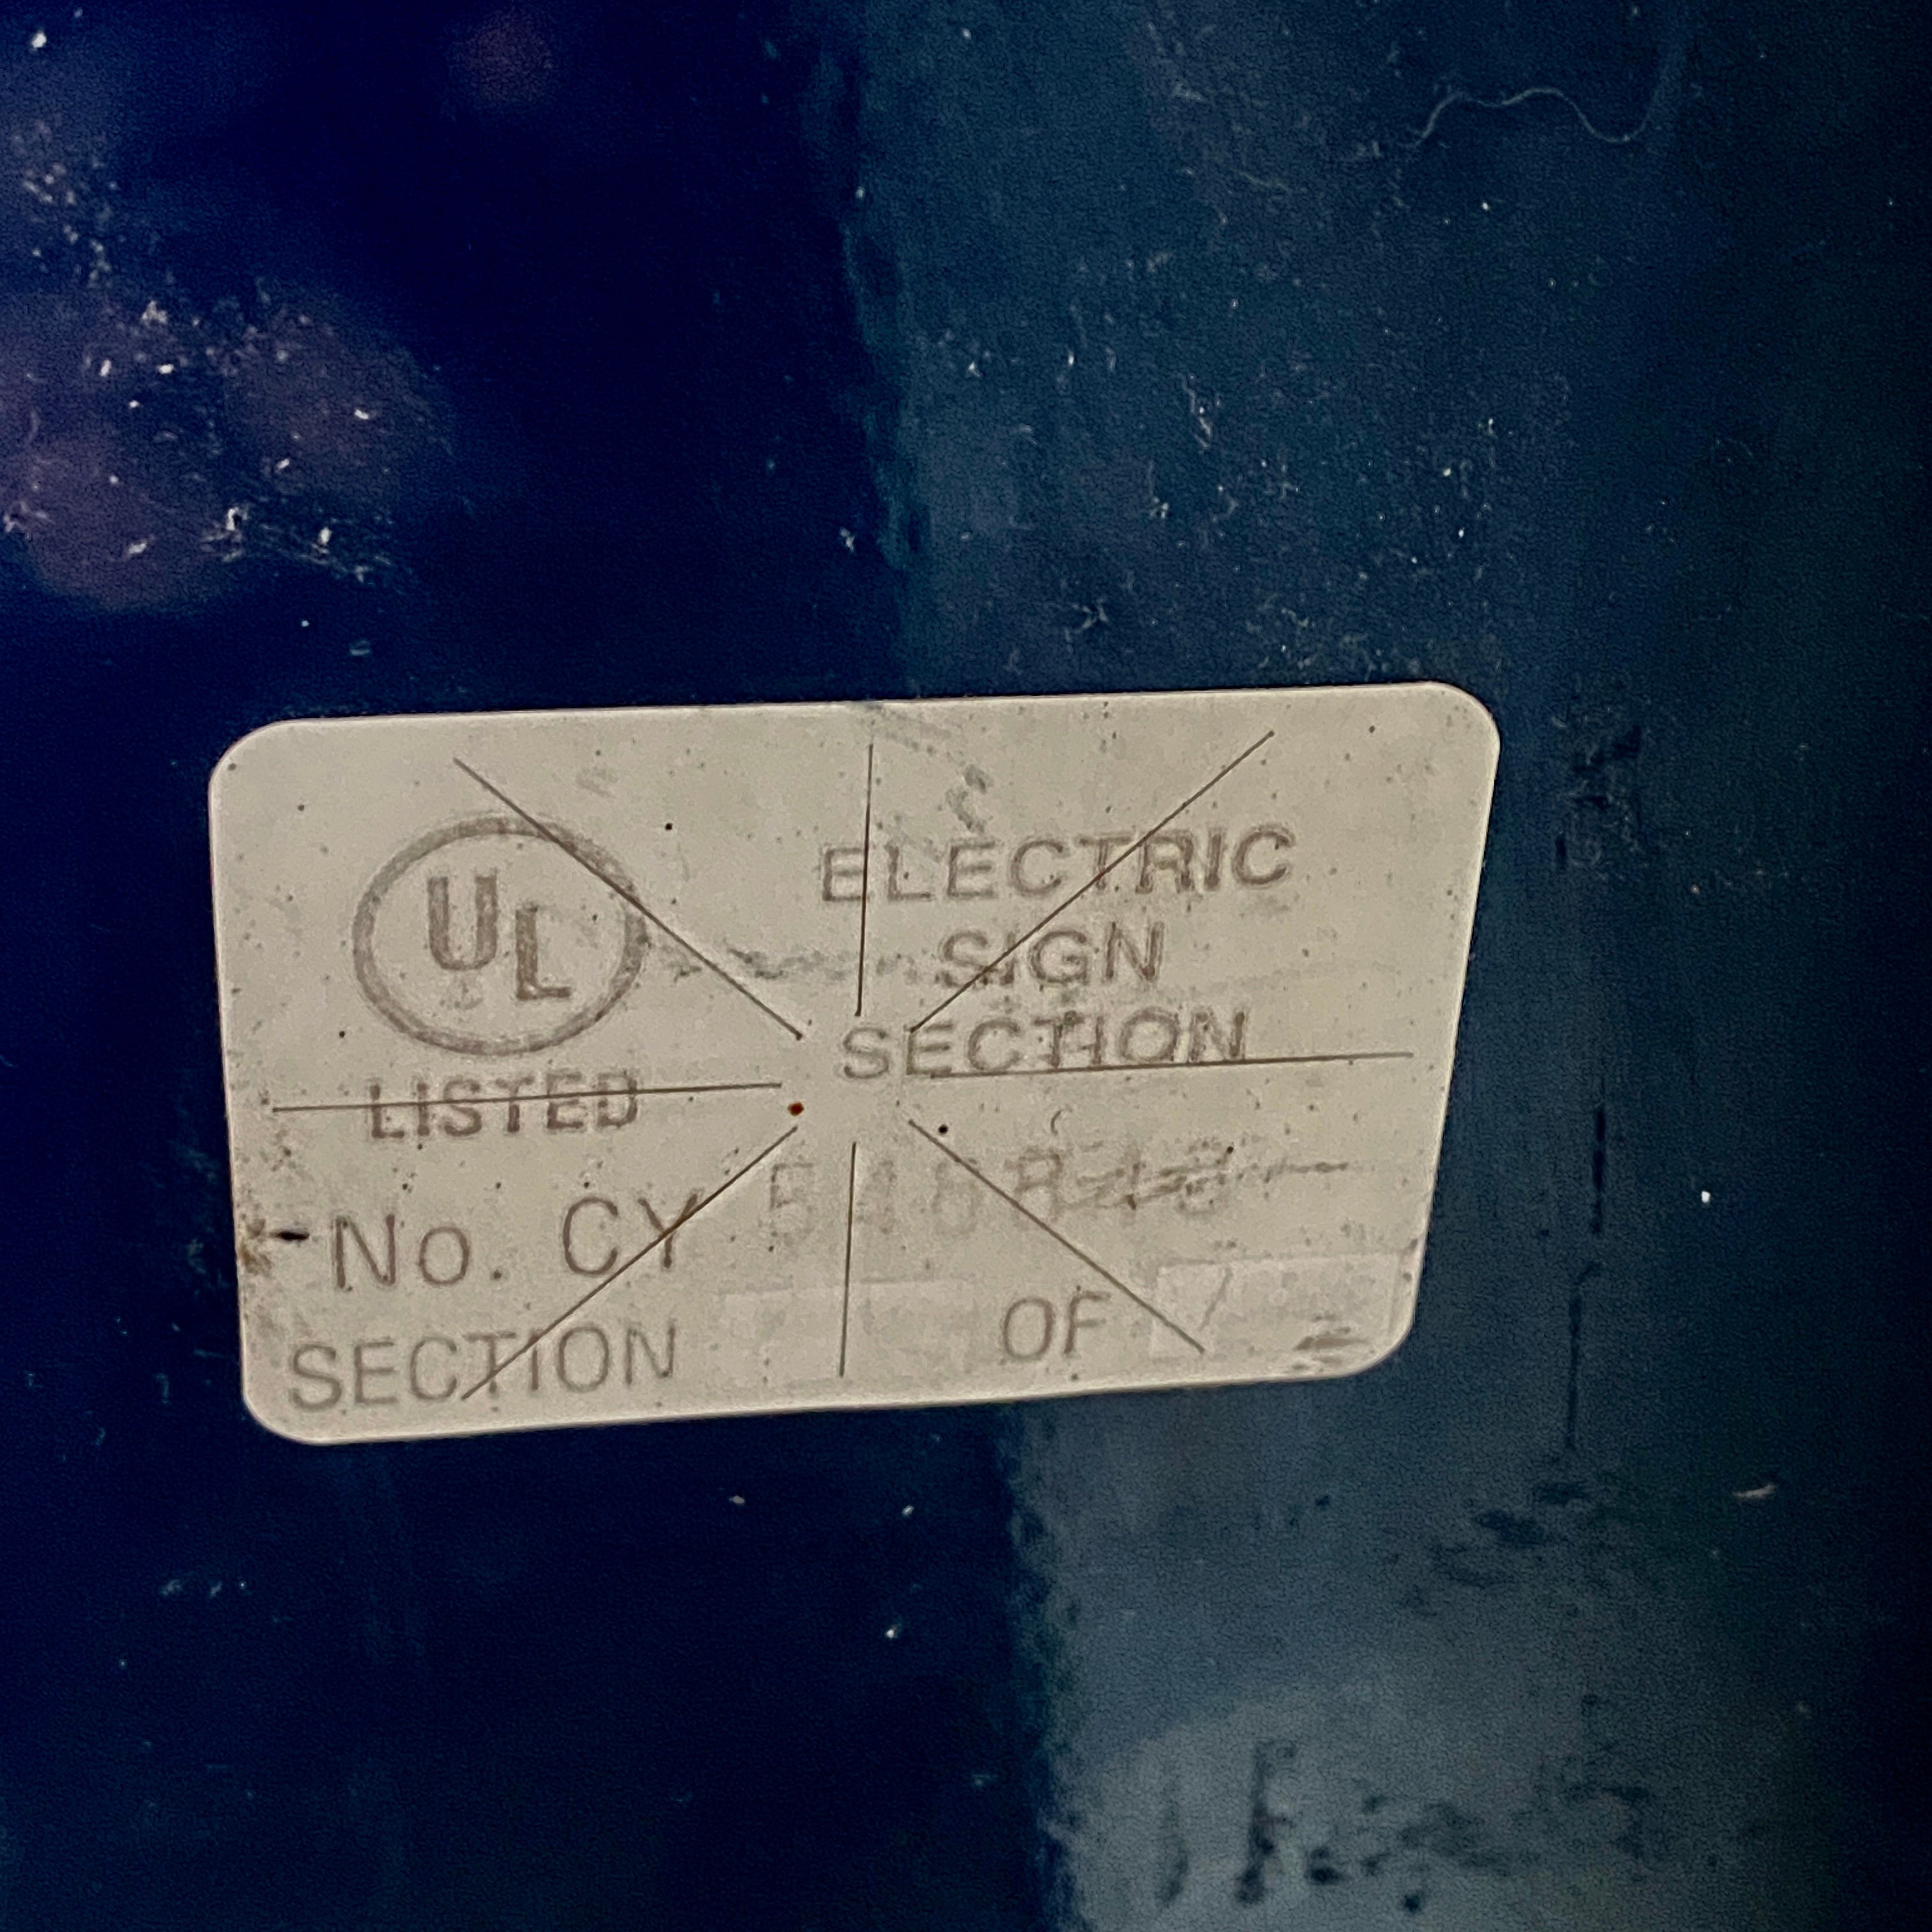 UL
LISTED
ELECTRIC
SIGN
SECTION
No. CY
SECTION OF